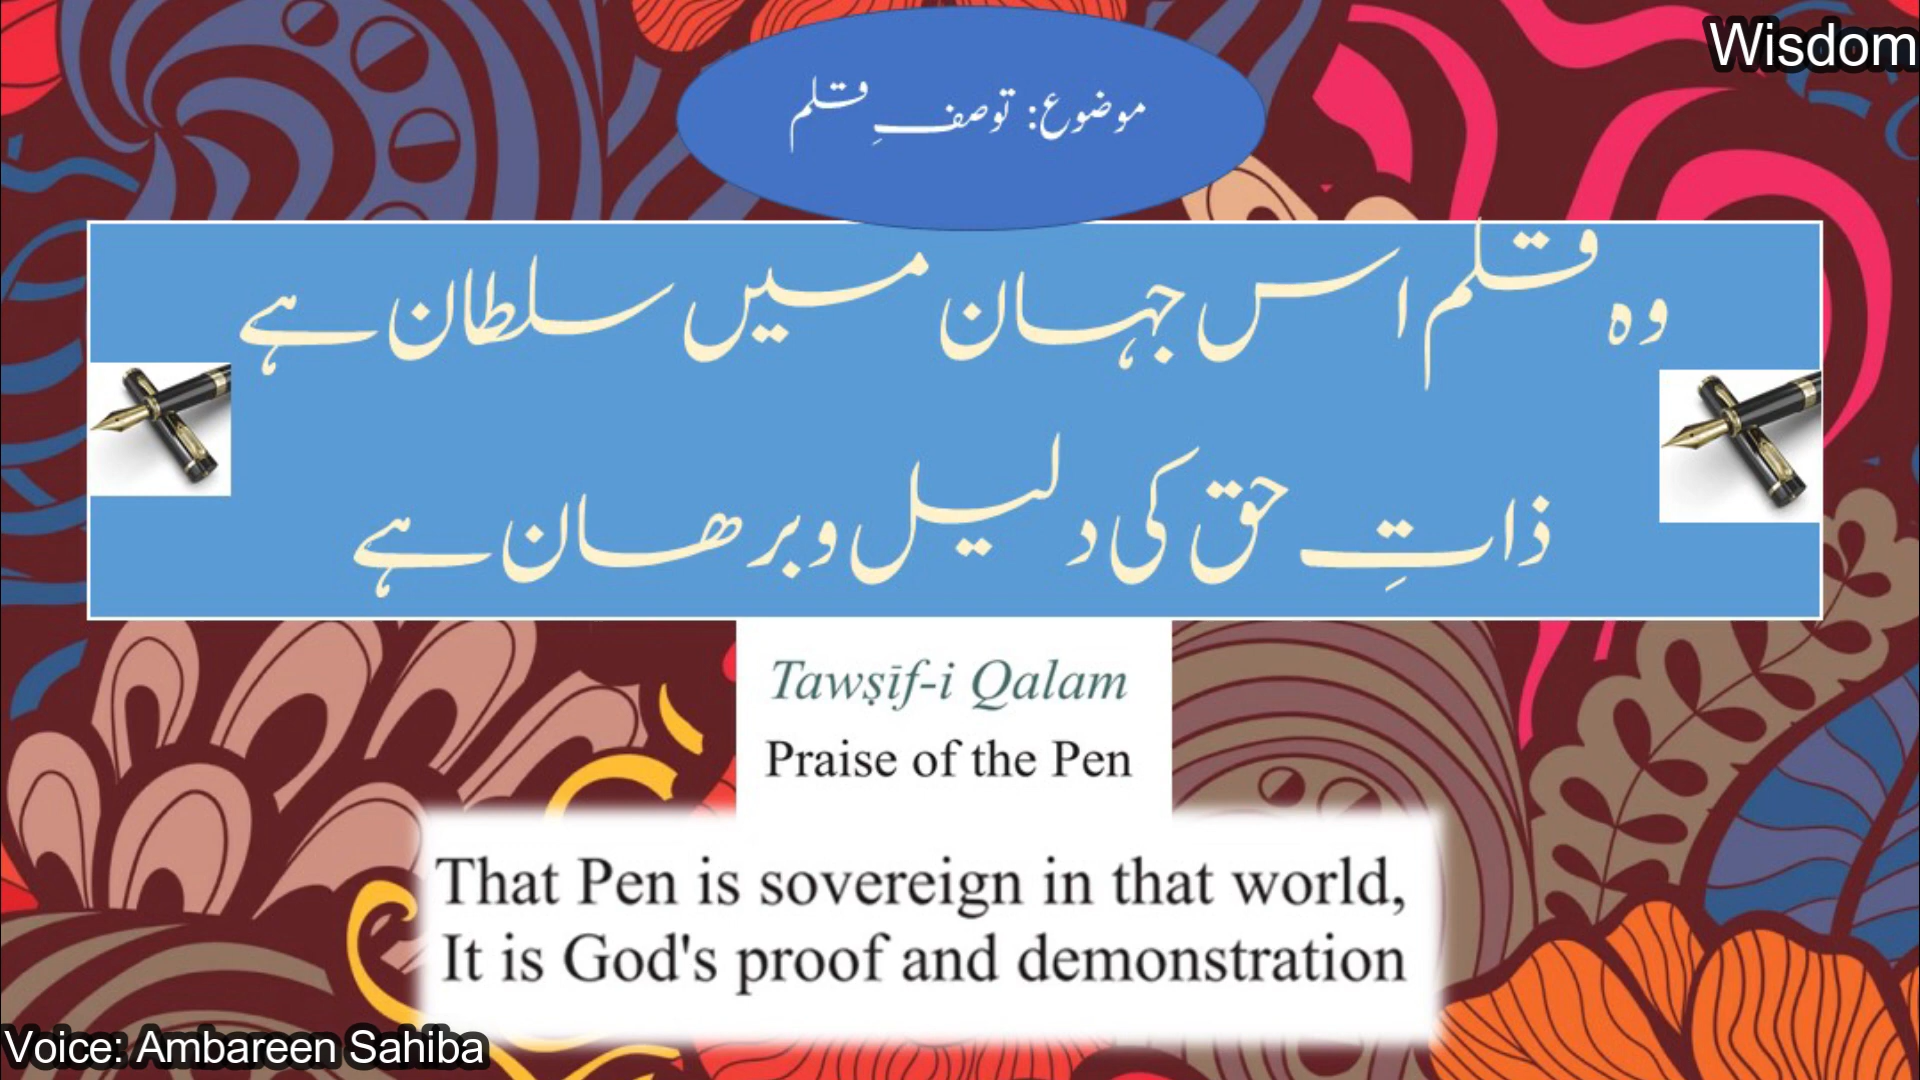 Wisdom
موضوع: توصفِ قلم
وہ قلم اس جہان میں سلطان ہے
ذاتِ حق کی دلیل و برھان ہے
Tawṣīf-i Qalam
Praise of the Pen
That Pen is sovereign in that world,
It is God's proof and demonstration
Voice: Ambareen Sahiba